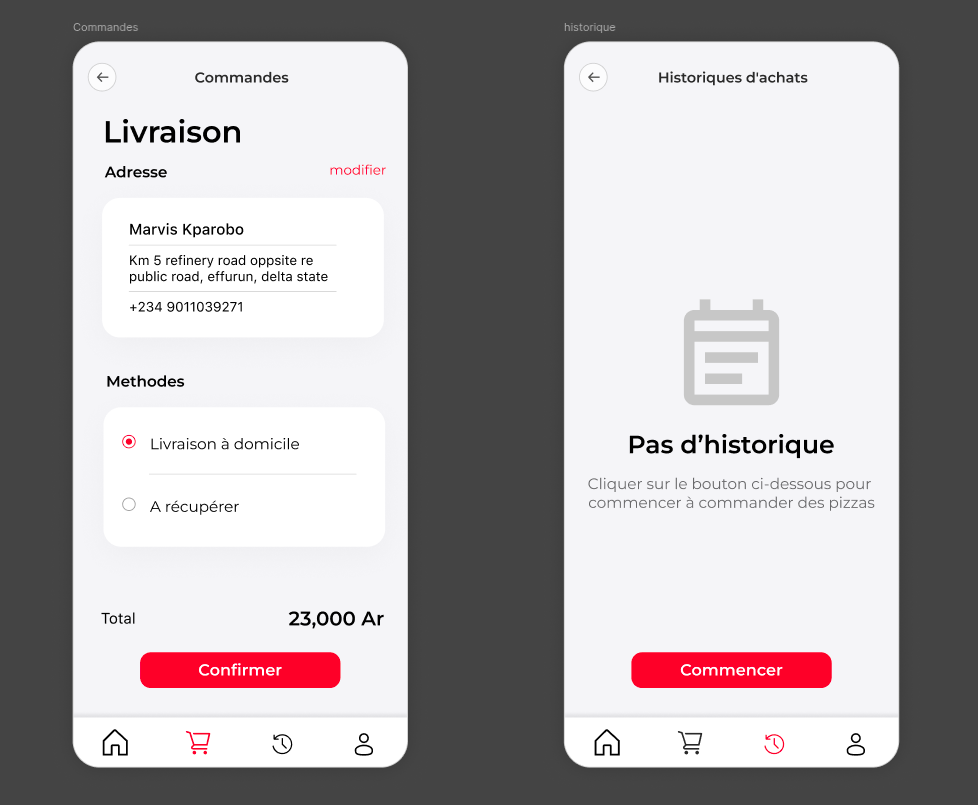 Commandes
Commandes
Livraison
Adresse
modifier
Marvis Kparobo
Km 5 refinery road oppsite re
public road, effurun, delta state
+234 9011039271
Methodes
Livraison à domicile
A récupérer
Total
23,000 Ar
Confirmer
historique
Historiques d'achats
Pas d’historique
Cliquer sur le bouton ci-dessous pour
commencer à commander des pizzas
Commencer